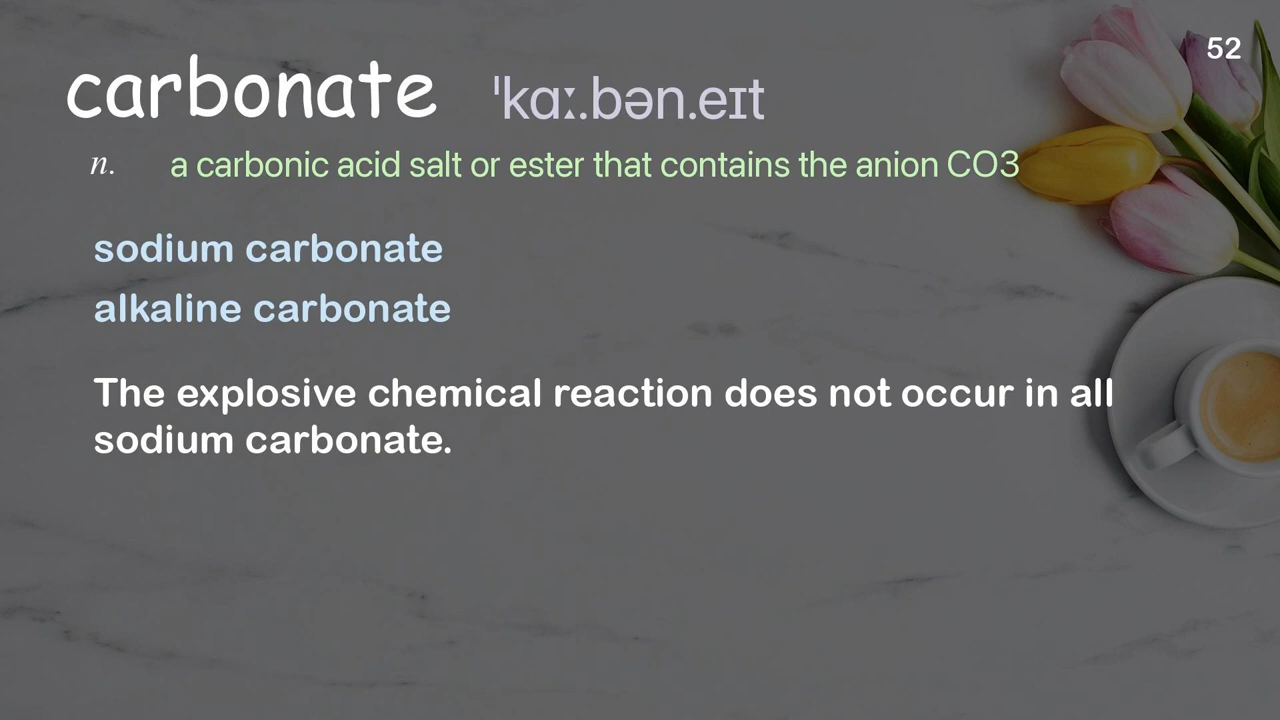 52
carbonate ˈkɑː.bən.eɪt
n. a carbonic acid salt or ester that contains the anion CO3
sodium carbonate
alkaline carbonate
The explosive chemical reaction does not occur in all
sodium carbonate.